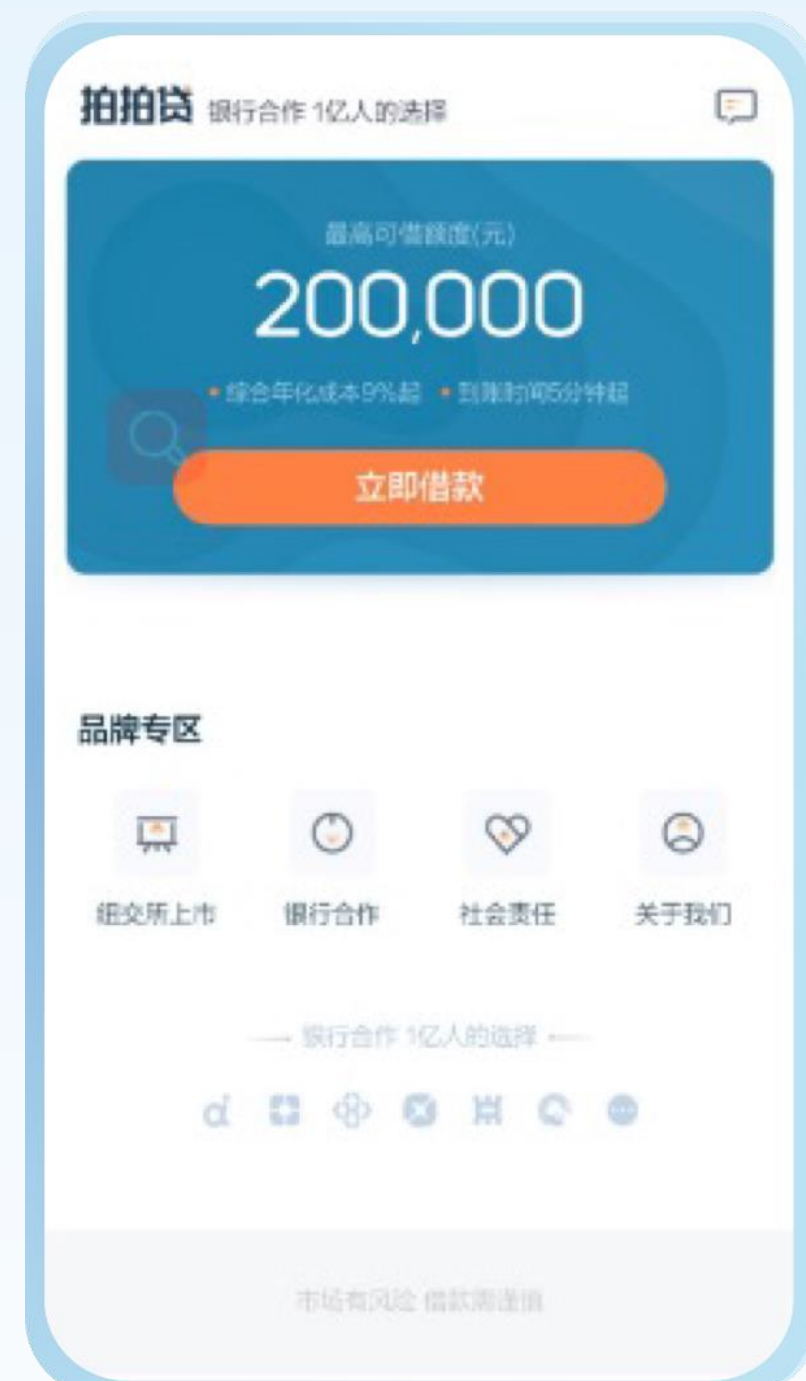 拍拍贷 银行合作 1亿人的选择
最高可借额度(元)
200,000
综合年化成本9%起 到账时间5分钟起
立即借款
品牌专区
纽交所上市 银行合作 社会责任 关于我们
银行合作 1亿人的选择
市场有风险 借款需谨慎